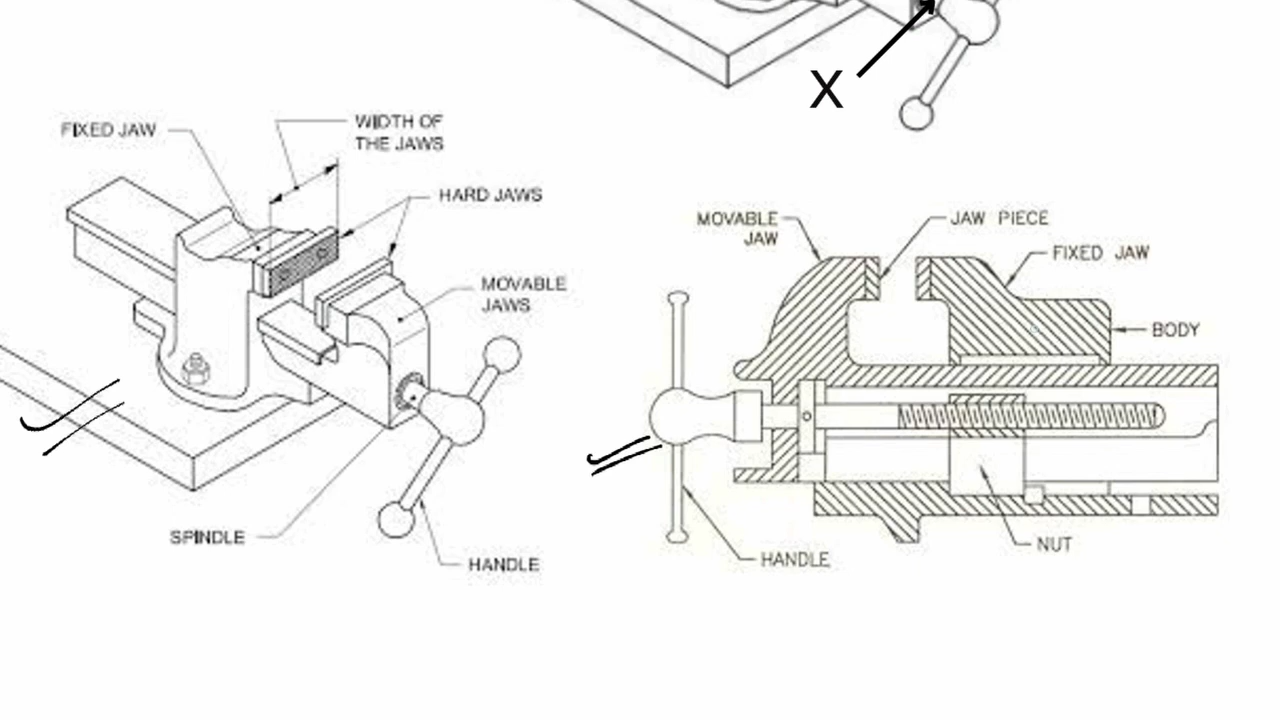 X
FIXED JAW
WIDTH OF
THE JAWS
HARD JAWS
MOVABLE
JAWS
SPINDLE
HANDLE
MOVABLE
JAW
JAW PIECE
FIXED JAW
BODY
HANDLE
NUT